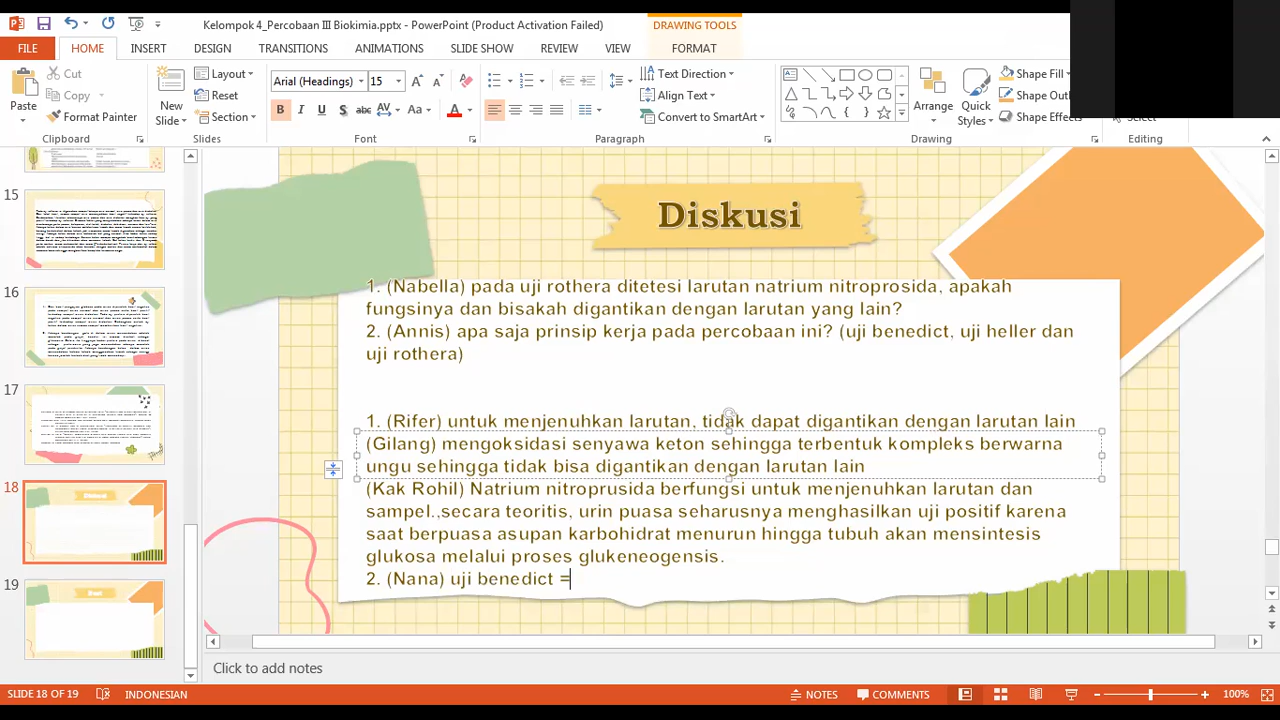 Kelompok 4_Percobaan III Biokimia.pptx - PowerPoint (Product Activation Failed)
DRAWING TOOLS
FILE HOME INSERT DESIGN TRANSITIONS ANIMATIONS SLIDE SHOW REVIEW VIEW FORMAT
Paste
Cut
Copy
Format Painter
Clipboard
New Slide
Layout
Reset
Section
Slides
Arial (Headings) 15
B I U S abc AV Aa A
Font
Text Direction
Align Text
Convert to SmartArt
Paragraph
Arrange
Quick Styles
Shape Fill
Shape Out
Shape Effects
Drawing
Select
Editing
15
16
17
18
19
Diskusi
1. (Nabella) pada uji rothera ditetesi larutan natrium nitroprosida, apakah
fungsinya dan bisakah digantikan dengan larutan yang lain?
2. (Annis) apa saja prinsip kerja pada percobaan ini? (uji benedict, uji heller dan
uji rothera)
1. (Rifer) untuk menjenuhkan larutan, tidak dapat digantikan dengan larutan lain
(Gilang) mengoksidasi senyawa keton sehingga terbentuk kompleks berwarna
ungu sehingga tidak bisa digantikan dengan larutan lain
(Kak Rohil) Natrium nitroprusida berfungsi untuk menjenuhkan larutan dan
sampel.,secara teoritis, urin puasa seharusnya menghasilkan uji positif karena
saat berpuasa asupan karbohidrat menurun hingga tubuh akan mensintesis
glukosa melalui proses glukeneogensis.
2. (Nana) uji benedict =
Click to add notes
SLIDE 18 OF 19 INDONESIAN NOTES COMMENTS 100%